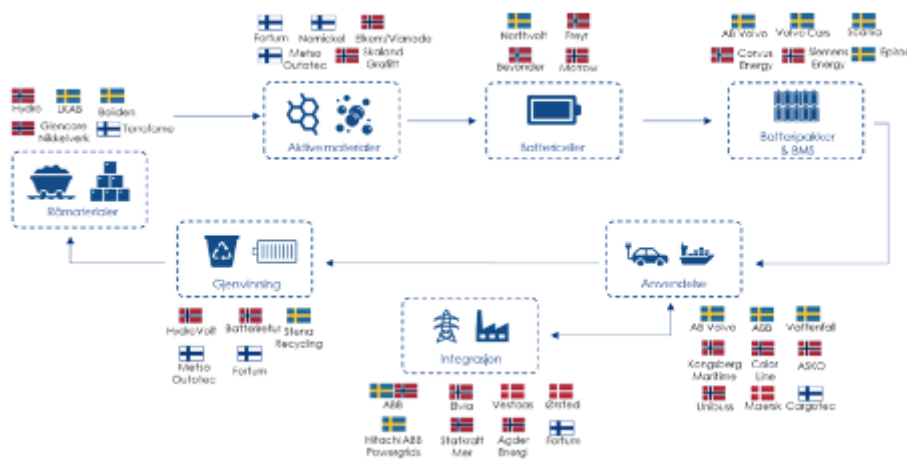 Fortum Nornickel Elkem/Vianode
Metso Outotec Skaland Grafitt
Northvolt Freyr
Beyonder Morrow
AB Volvo Volvo Cars Scania
Corvus Energy Siemens Energy Epiroc
Hydro LKAB Boliden
Glencore Nikkelverk Terrafame
Råmaterialer
Aktive materialer
Battericeller
Batteripakker & BMS
Gjenvinning
Anvendelse
Integrasjon
HydroVolt Batteriretur Stena Recycling
Metso Outotec Fortum
AB Volvo ABB Vattenfall
Kongsberg Maritime Color Line ASKO
Unibuss Maersk Cargotec
ABB Elvia Vestas Ørsted
Hitachi ABB Powergrids Statkraft Mer Agder Energi Fortum